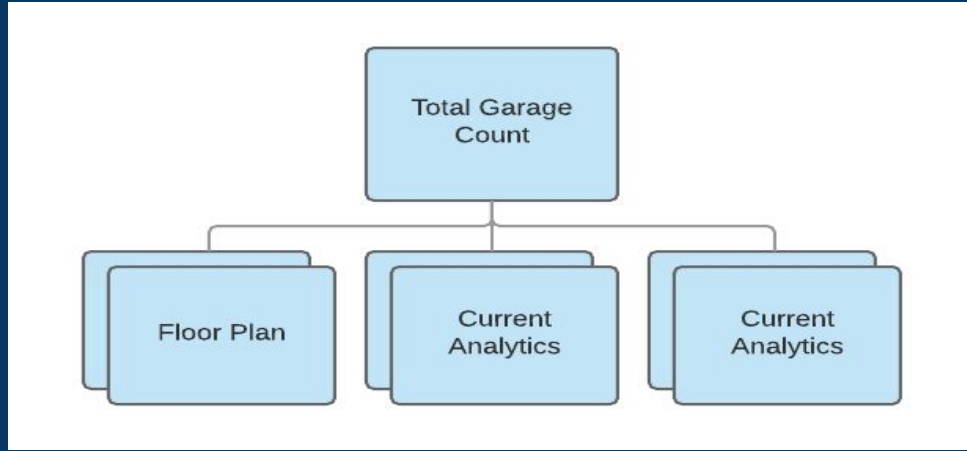 Total Garage
Count
Floor Plan
Current
Analytics
Current
Analytics